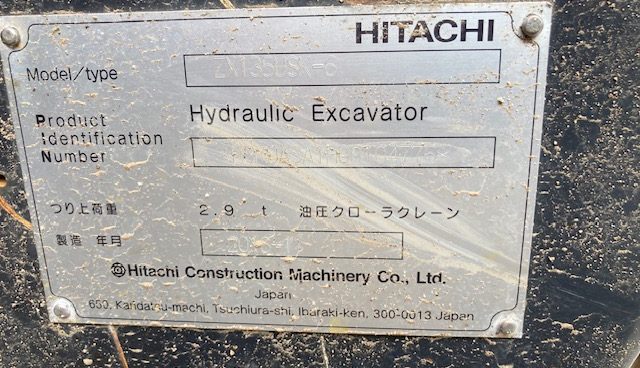 HITACHI
Model/type ZX135US-6
Hydraulic Excavator
Product
Identification
Number
つり上荷重 2.9 t 油圧クローラクレーン
製造 年月
Hitachi Construction Machinery Co., Ltd.
Japan
650, Kandatsu-machi, Tsuchiura-shi, Ibaraki-ken, 300-0013 Japan